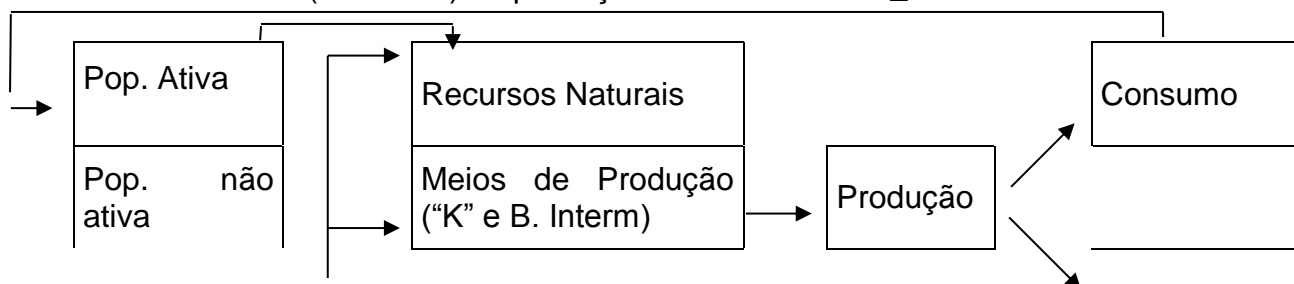 Pop. Ativa
Recursos Naturais
Consumo
Pop. não
ativa
Meios de Produção
(“K” e B. Interm)
Produção